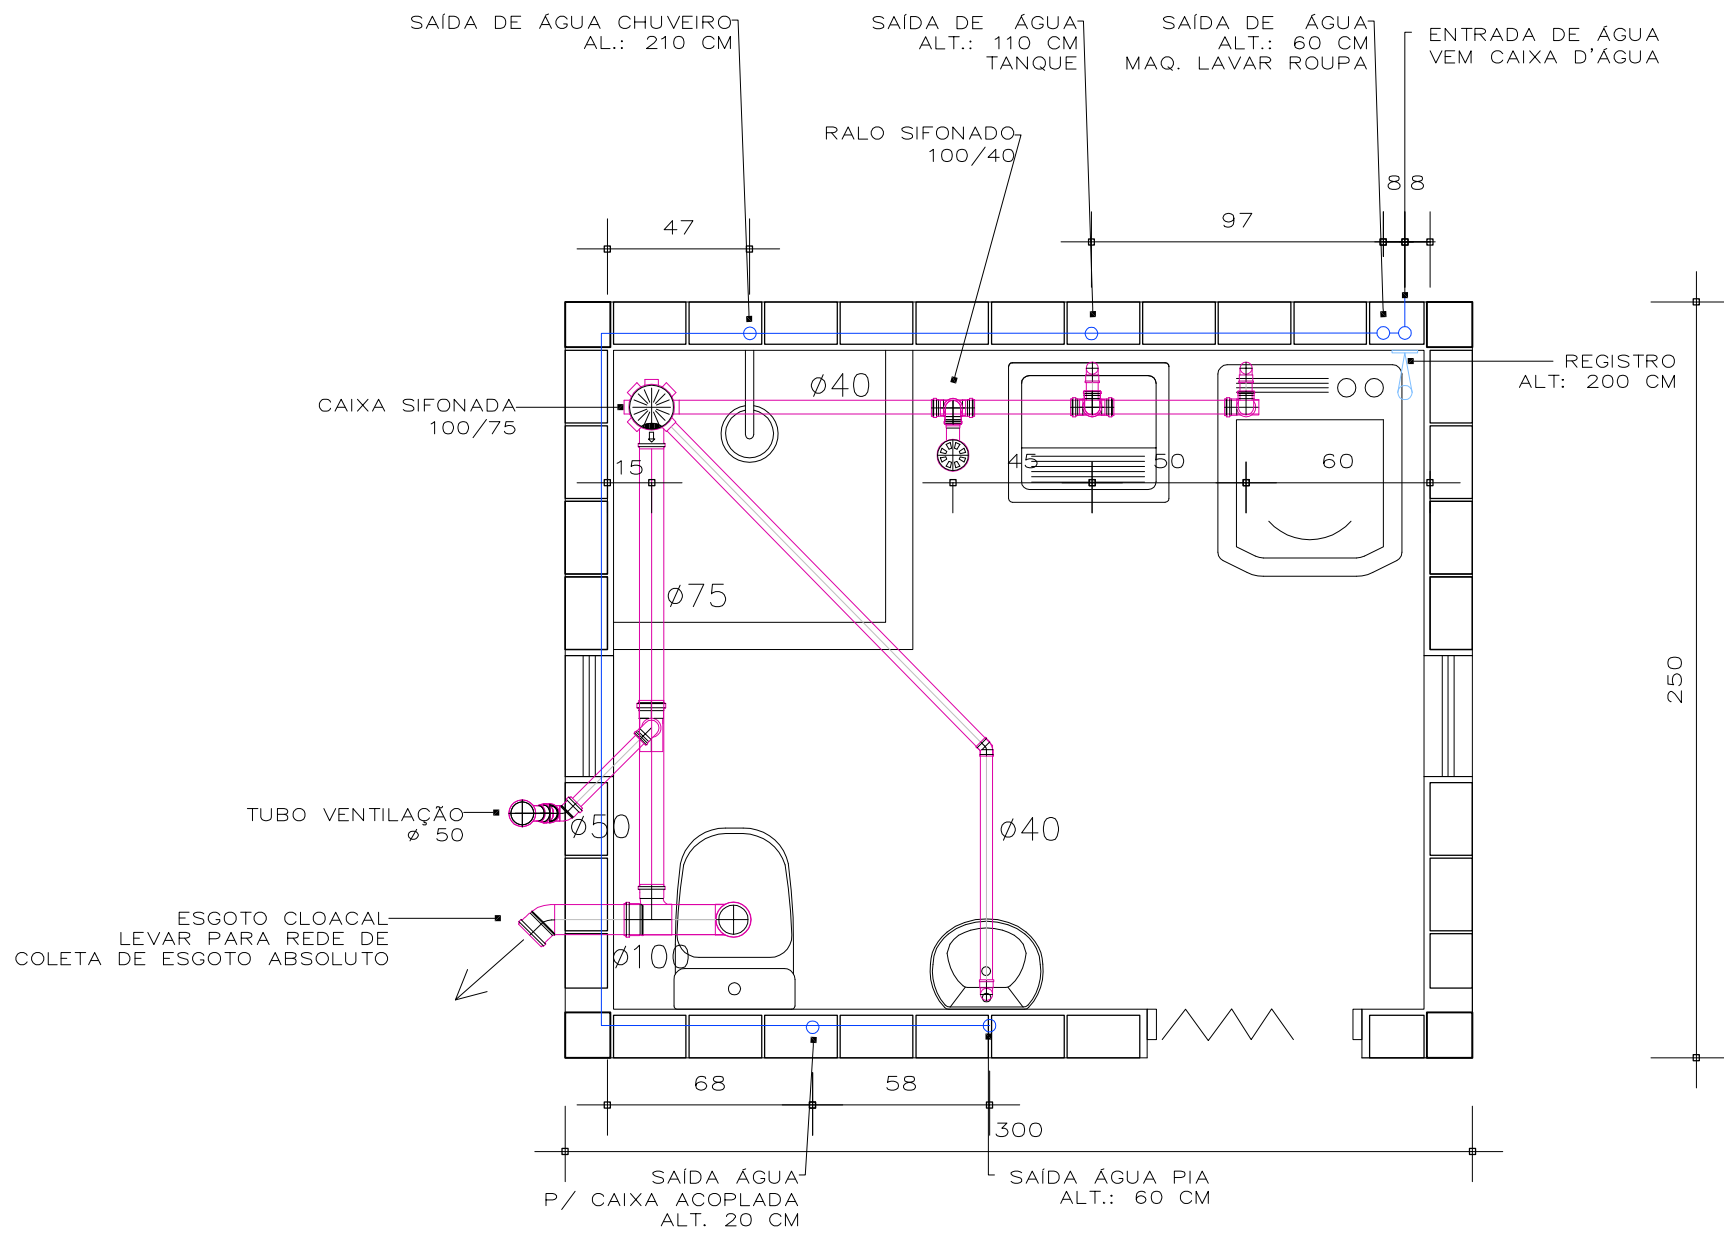 SAÍDA DE ÁGUA CHUVEIRO
AL.: 210 CM
SAÍDA DE ÁGUA
ALT.: 110 CM
TANQUE
SAÍDA DE ÁGUA
ALT.: 60 CM
MAQ. LAVAR ROUPA
ENTRADA DE ÁGUA
VEM CAIXA D'ÁGUA
RALO SIFONADO
100/40
8 8
47
97
REGISTRO
ALT: 200 CM
CAIXA SIFONADA
100/75
ø40
15
45
50
60
ø75
250
TUBO VENTILAÇÃO
ø 50
ø50
ø40
ESGOTO CLOACAL
LEVAR PARA REDE DE
COLETA DE ESGOTO ABSOLUTO
ø100
68
58
300
SAÍDA ÁGUA
P/ CAIXA ACOPLADA
ALT. 20 CM
SAÍDA ÁGUA PIA
ALT.: 60 CM